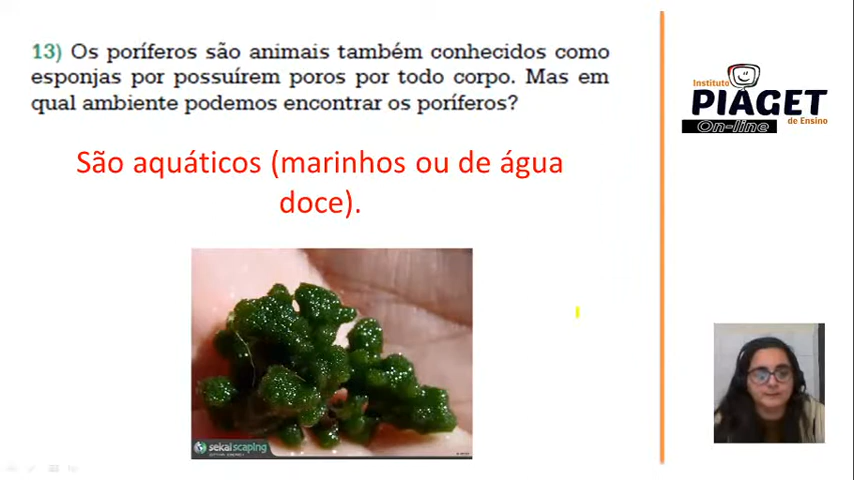 13) Os poríferos são animais também conhecidos como
esponjas por possuírem poros por todo corpo. Mas em
qual ambiente podemos encontrar os poríferos?
São aquáticos (marinhos ou de água
doce).
sekaiscaping
Instituto
PIAGET
de Ensino
On-line